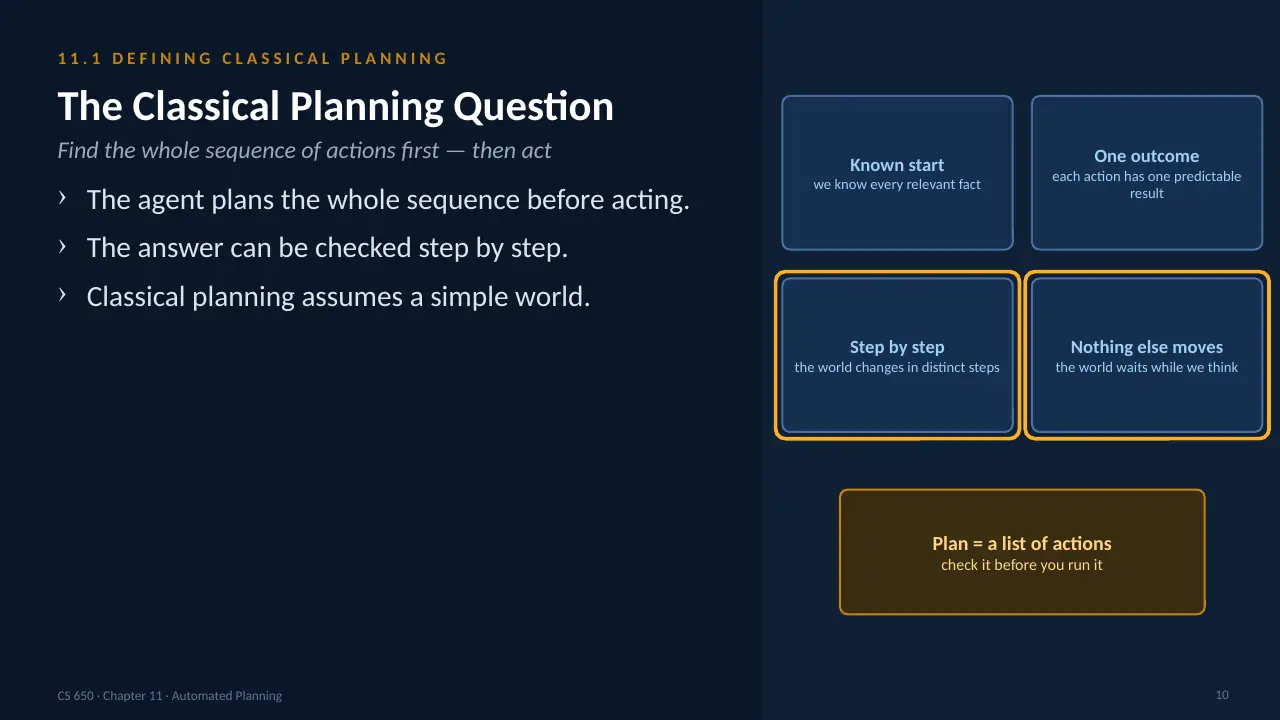 11.1 DEFINING CLASSICAL PLANNING
The Classical Planning Question
Find the whole sequence of actions first — then act
› The agent plans the whole sequence before acting.
› The answer can be checked step by step.
› Classical planning assumes a simple world.
Known start
we know every relevant fact
One outcome
each action has one predictable
result
Step by step
the world changes in distinct steps
Nothing else moves
the world waits while we think
Plan = a list of actions
check it before you run it
CS 650 · Chapter 11 · Automated Planning
10